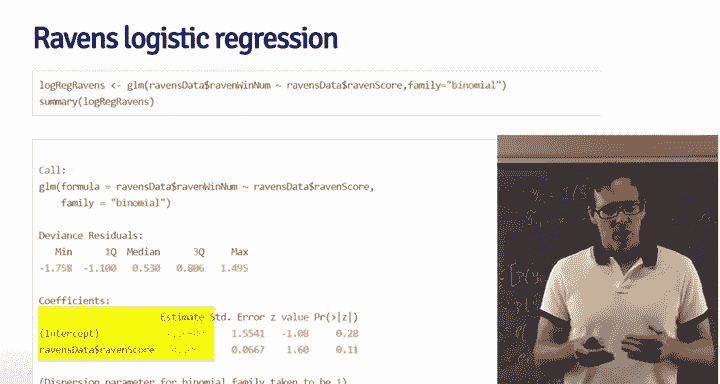 Ravens logistic regression
logRegRavens <- glm(ravensData$ravenWinNum ~ ravensData$ravenScore,family="binomial")
summary(logRegRavens)
Call:
glm(formula = ravensData$ravenWinNum ~ ravensData$ravenScore,
family = "binomial")
Deviance Residuals:
Min 1Q Median 3Q Max
-1.758 -1.100 0.530 0.806 1.495
Coefficients:
Estimate Std. Error z value Pr(>|z|)
(Intercept) 1.5541 -1.08 0.28
ravensData$ravenScore 0.0667 1.60 0.11
(Dispersion parameter for binomial family taken to be 1)